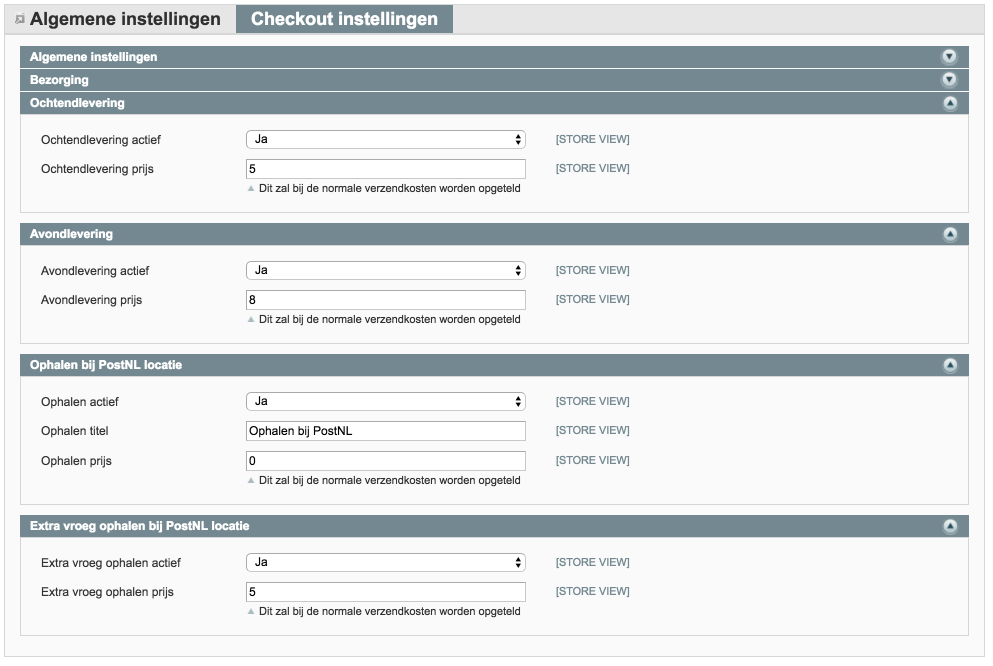 Algemene instellingen Checkout instellingen
Algemene instellingen
Bezorging
Ochtendlevering
Ochtendlevering actief Ja [STORE VIEW]
Ochtendlevering prijs 5 [STORE VIEW]
Dit zal bij de normale verzendkosten worden opgeteld
Avondlevering
Avondlevering actief Ja [STORE VIEW]
Avondlevering prijs 8 [STORE VIEW]
Dit zal bij de normale verzendkosten worden opgeteld
Ophalen bij PostNL locatie
Ophalen actief Ja [STORE VIEW]
Ophalen titel Ophalen bij PostNL [STORE VIEW]
Ophalen prijs 0 [STORE VIEW]
Dit zal bij de normale verzendkosten worden opgeteld
Extra vroeg ophalen bij PostNL locatie
Extra vroeg ophalen actief Ja [STORE VIEW]
Extra vroeg ophalen prijs 5 [STORE VIEW]
Dit zal bij de normale verzendkosten worden opgeteld